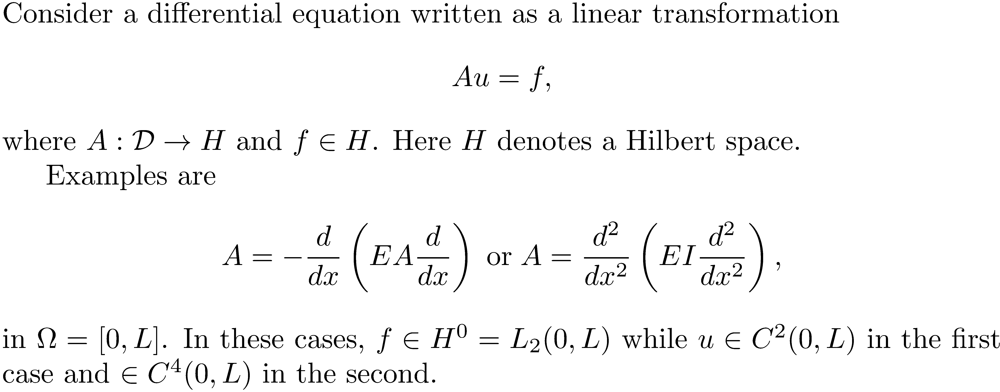 Consider a differential equation written as a linear transformation
$$Au = f,$$
where $A : \mathcal{D} \to H$ and $f \in H$. Here $H$ denotes a Hilbert space.
Examples are
$$A = -\frac{d}{dx}\left(EA\frac{d}{dx}\right) \text{ or } A = \frac{d^2}{dx^2}\left(EI\frac{d^2}{dx^2}\right),$$
in $\Omega = [0, L]$. In these cases, $f \in H^0 = L_2(0, L)$ while $u \in C^2(0, L)$ in the first
case and $\in C^4(0, L)$ in the second.